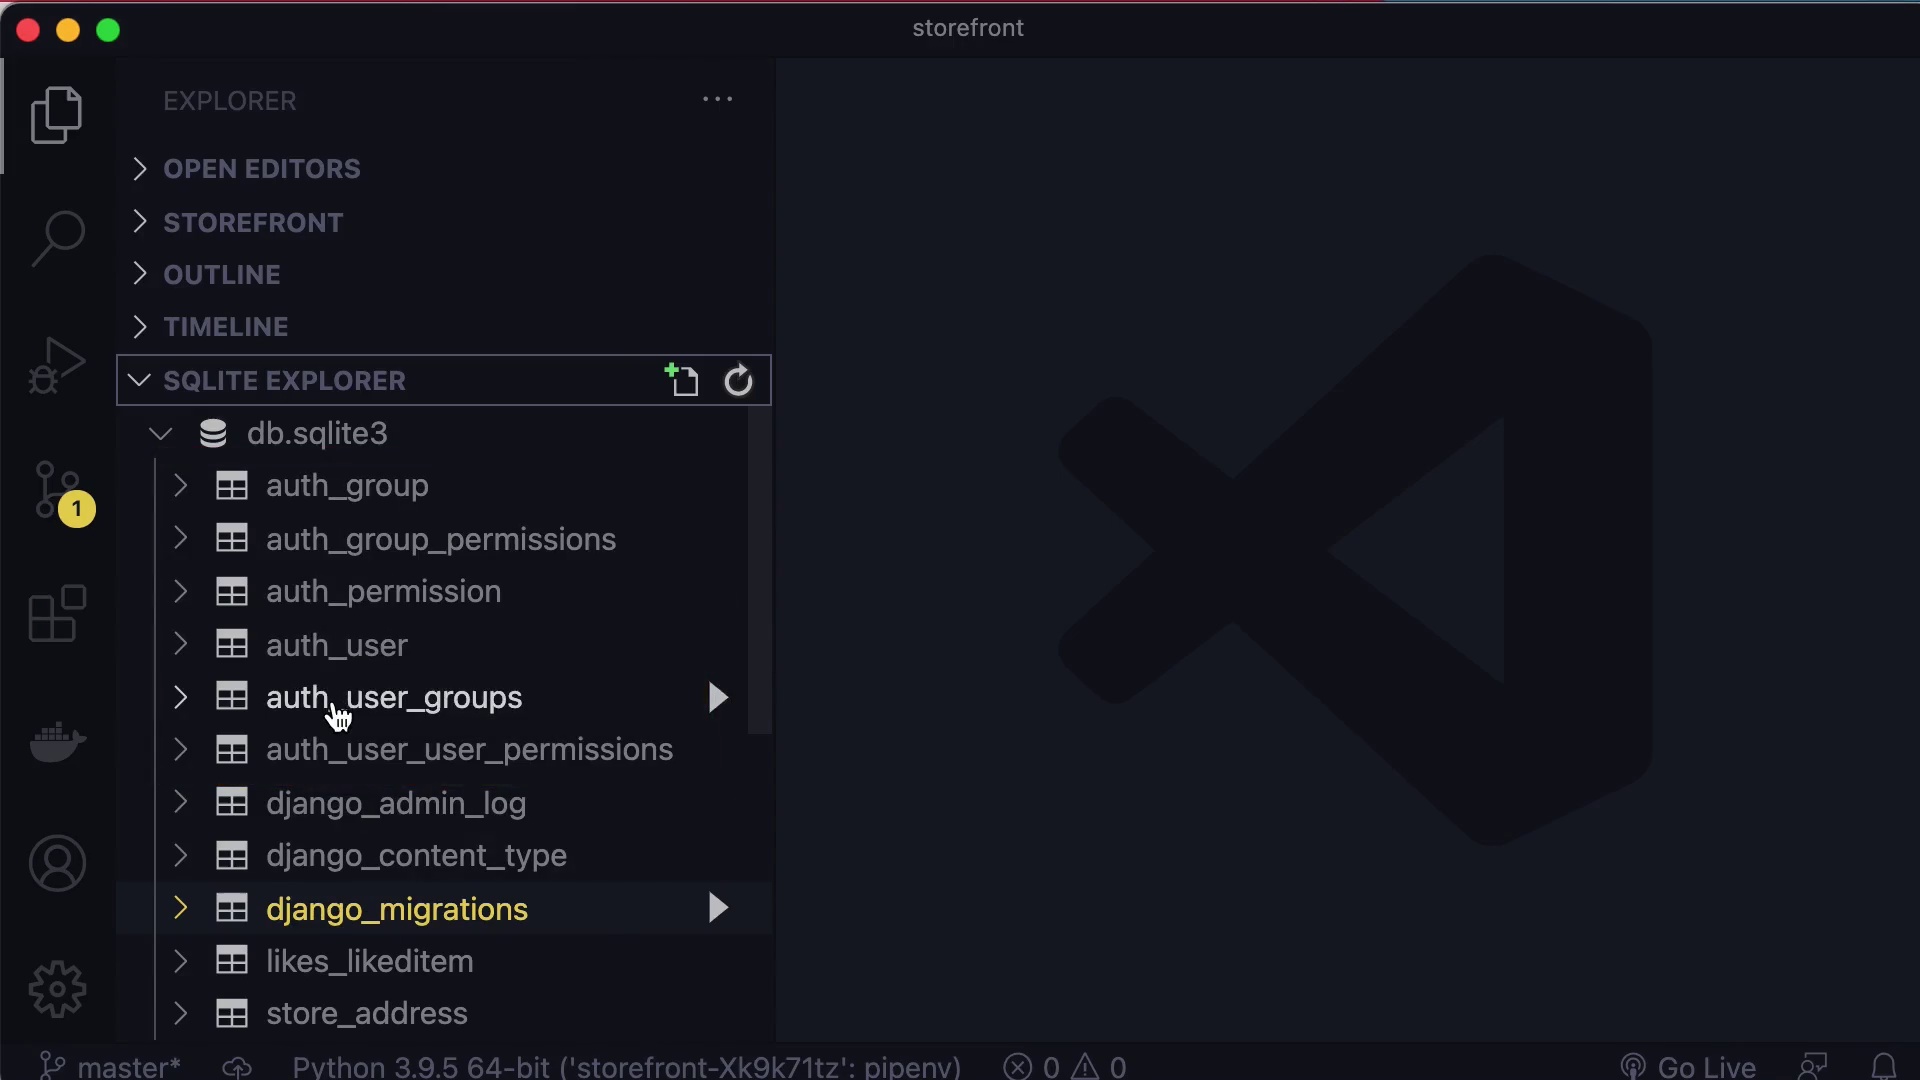 storefront
EXPLORER
OPEN EDITORS
STOREFRONT
OUTLINE
TIMELINE
SQLITE EXPLORER
db.sqlite3
auth_group
auth_group_permissions
auth_permission
auth_user
1
auth_user_groups
auth_user_user_permissions
django_admin_log
django_content_type
django_migrations
likes_likeditem
store_address
master* Python 3.9.5 64-bit ('storefront-Xk9k71tz': pipenv) 0 0 Go Live